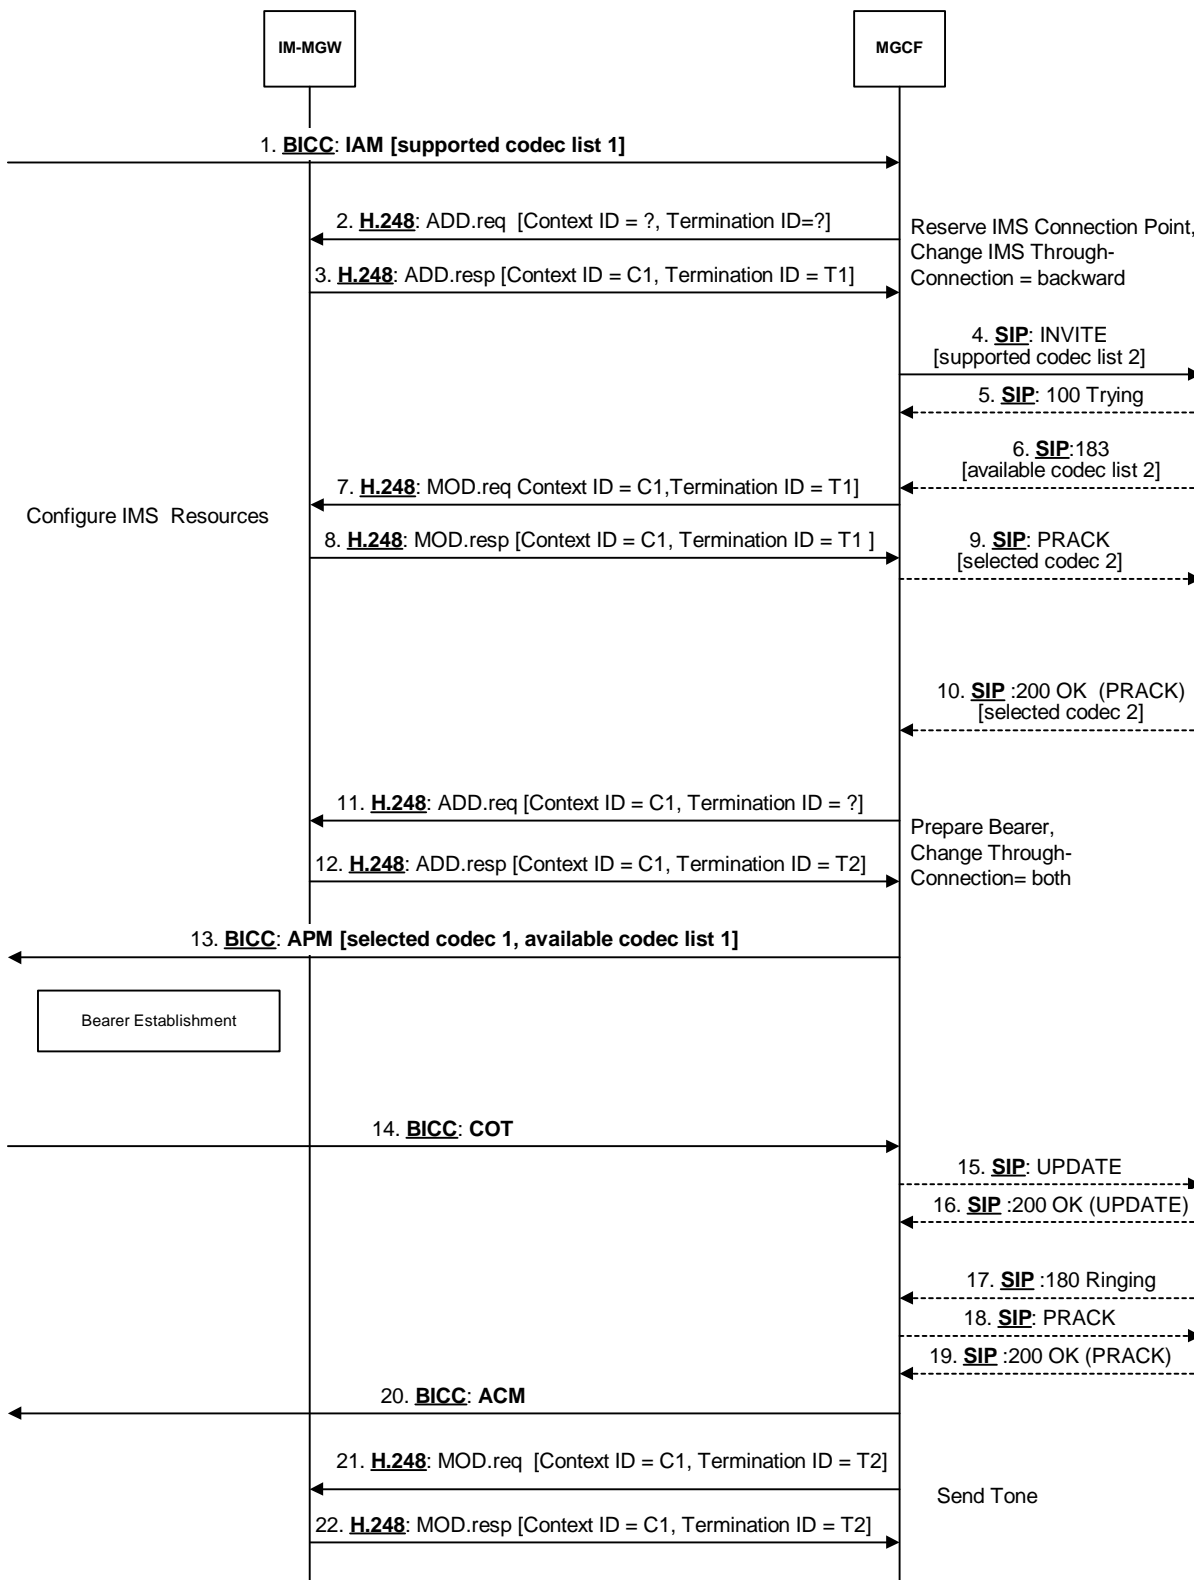 IM-MGW
MGCF
1. BICC: IAM [supported codec list 1]
2. H.248: ADD.req [Context ID = ?, Termination ID=?]
Reserve IMS Connection Point,
Change IMS Through-
Connection = backward
3. H.248: ADD.resp [Context ID = C1, Termination ID = T1]
4. SIP: INVITE
[supported codec list 2]
5. SIP: 100 Trying
6. SIP:183
[available codec list 2]
7. H.248: MOD.req Context ID = C1,Termination ID = T1]
Configure IMS Resources
8. H.248: MOD.resp [Context ID = C1, Termination ID = T1 ]
9. SIP: PRACK
[selected codec 2]
10. SIP :200 OK (PRACK)
[selected codec 2]
11. H.248: ADD.req [Context ID = C1, Termination ID = ?]
Prepare Bearer,
Change Through-
Connection= both
12. H.248: ADD.resp [Context ID = C1, Termination ID = T2]
13. BICC: APM [selected codec 1, available codec list 1]
Bearer Establishment
14. BICC: COT
15. SIP: UPDATE
16. SIP :200 OK (UPDATE)
17. SIP :180 Ringing
18. SIP: PRACK
19. SIP :200 OK (PRACK)
20. BICC: ACM
21. H.248: MOD.req [Context ID = C1, Termination ID = T2]
Send Tone
22. H.248: MOD.resp [Context ID = C1, Termination ID = T2]